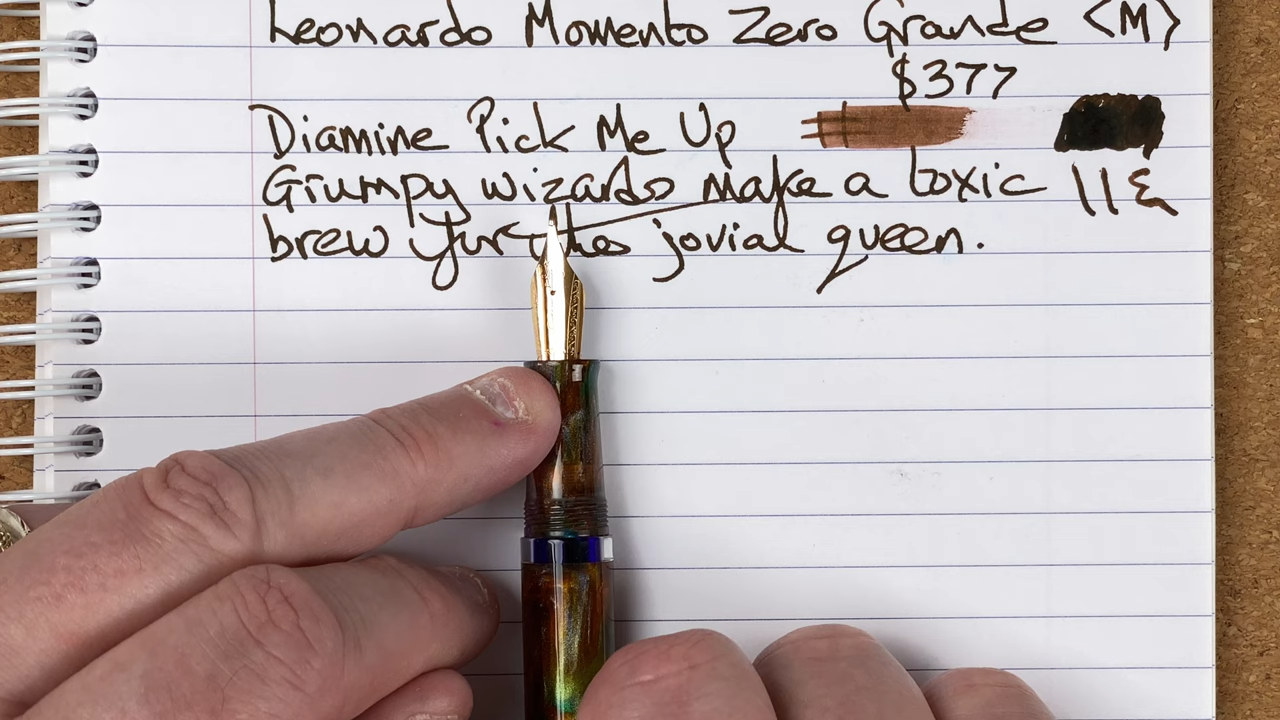 Leonardo Momento Zero Grande <M>
$377
Diamine Pick Me Up
Grumpy wizards make a toxic
brew for the jovial queen.